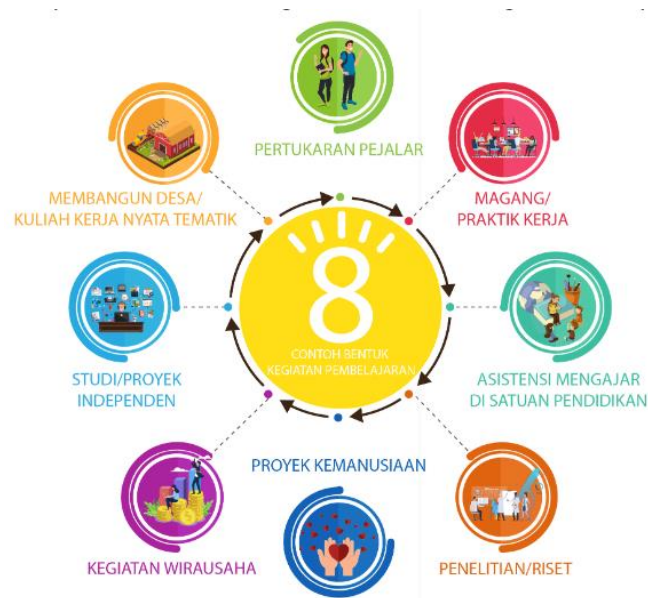 PERTUKARAN PEJALAR
MAGANG/
PRAKTIK KERJA
ASISTENSI MENGAJAR
DI SATUAN PENDIDIKAN
PENELITIAN/RISET
PROYEK KEMANUSIAAN
KEGIATAN WIRAUSAHA
STUDI/PROYEK
INDEPENDEN
MEMBANGUN DESA/
KULIAH KERJA NYATA TEMATIK
8
CONTOH BENTUK
KEGIATAN PEMBELAJARAN